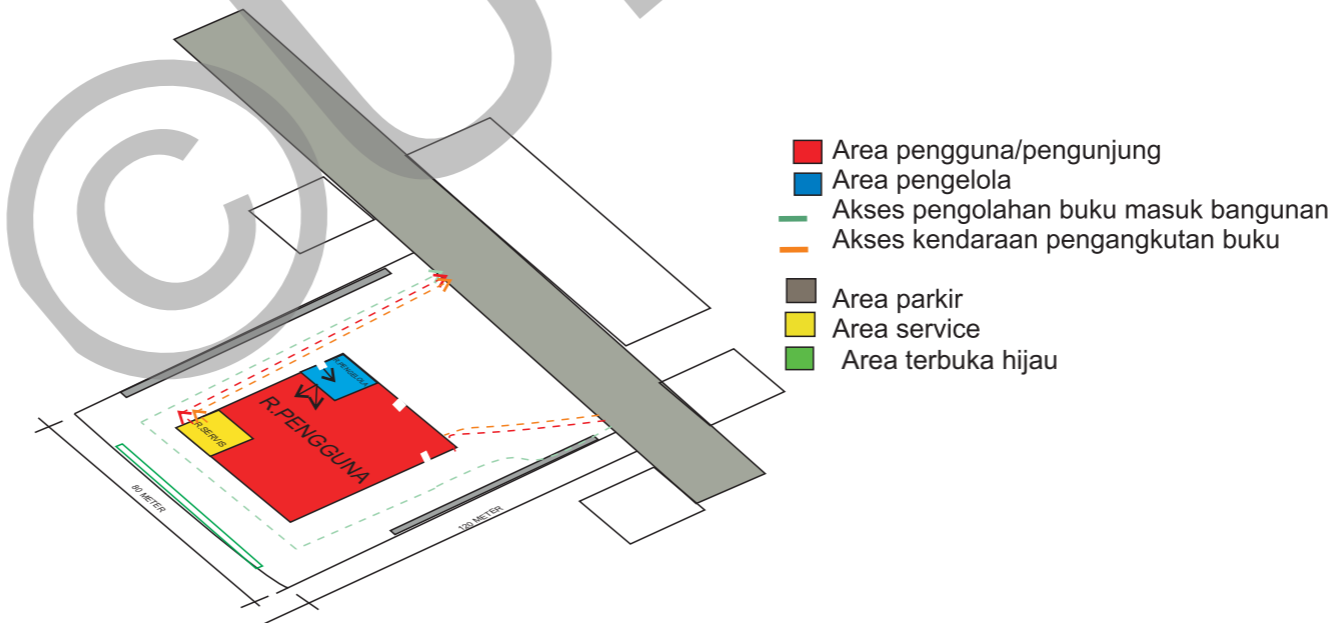 Area pengguna/pengunjung
Area pengelola
Akses pengolahan buku masuk bangunan
Akses kendaraan pengangkutan buku
Area parkir
Area service
Area terbuka hijau
R.PENGELOLA
R.PENGGUNA
R.SERVIS
80 METER
120 METER
© U